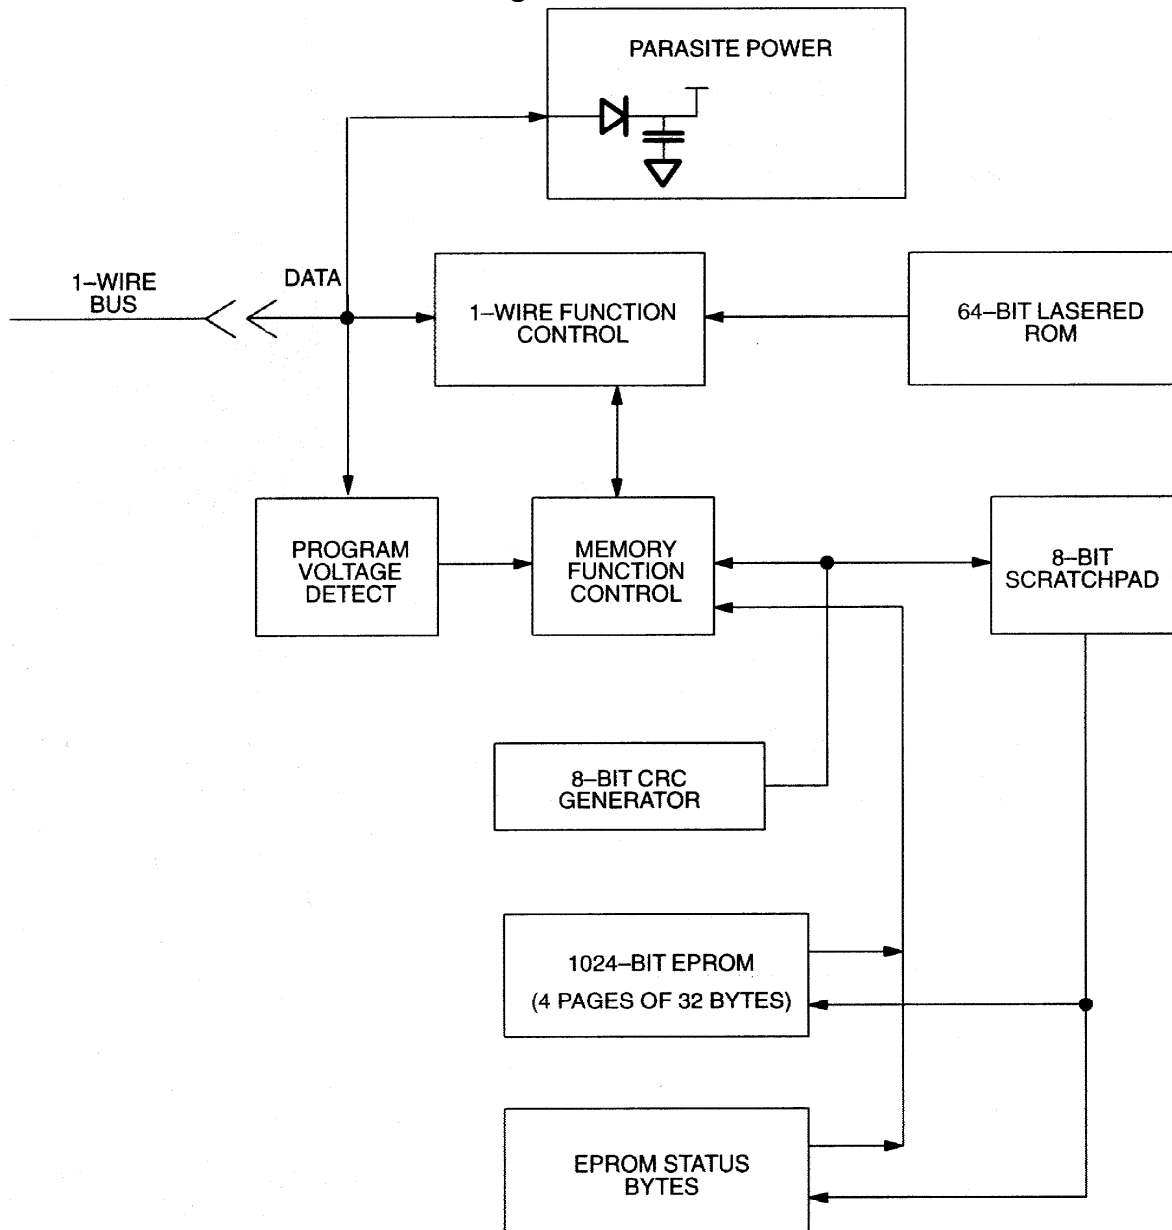 PARASITE POWER
1–WIRE
BUS
DATA
1–WIRE FUNCTION
CONTROL
64–BIT LASERED
ROM
PROGRAM
VOLTAGE
DETECT
MEMORY
FUNCTION
CONTROL
8–BIT
SCRATCHPAD
8–BIT CRC
GENERATOR
1024–BIT EPROM
(4 PAGES OF 32 BYTES)
EPROM STATUS
BYTES